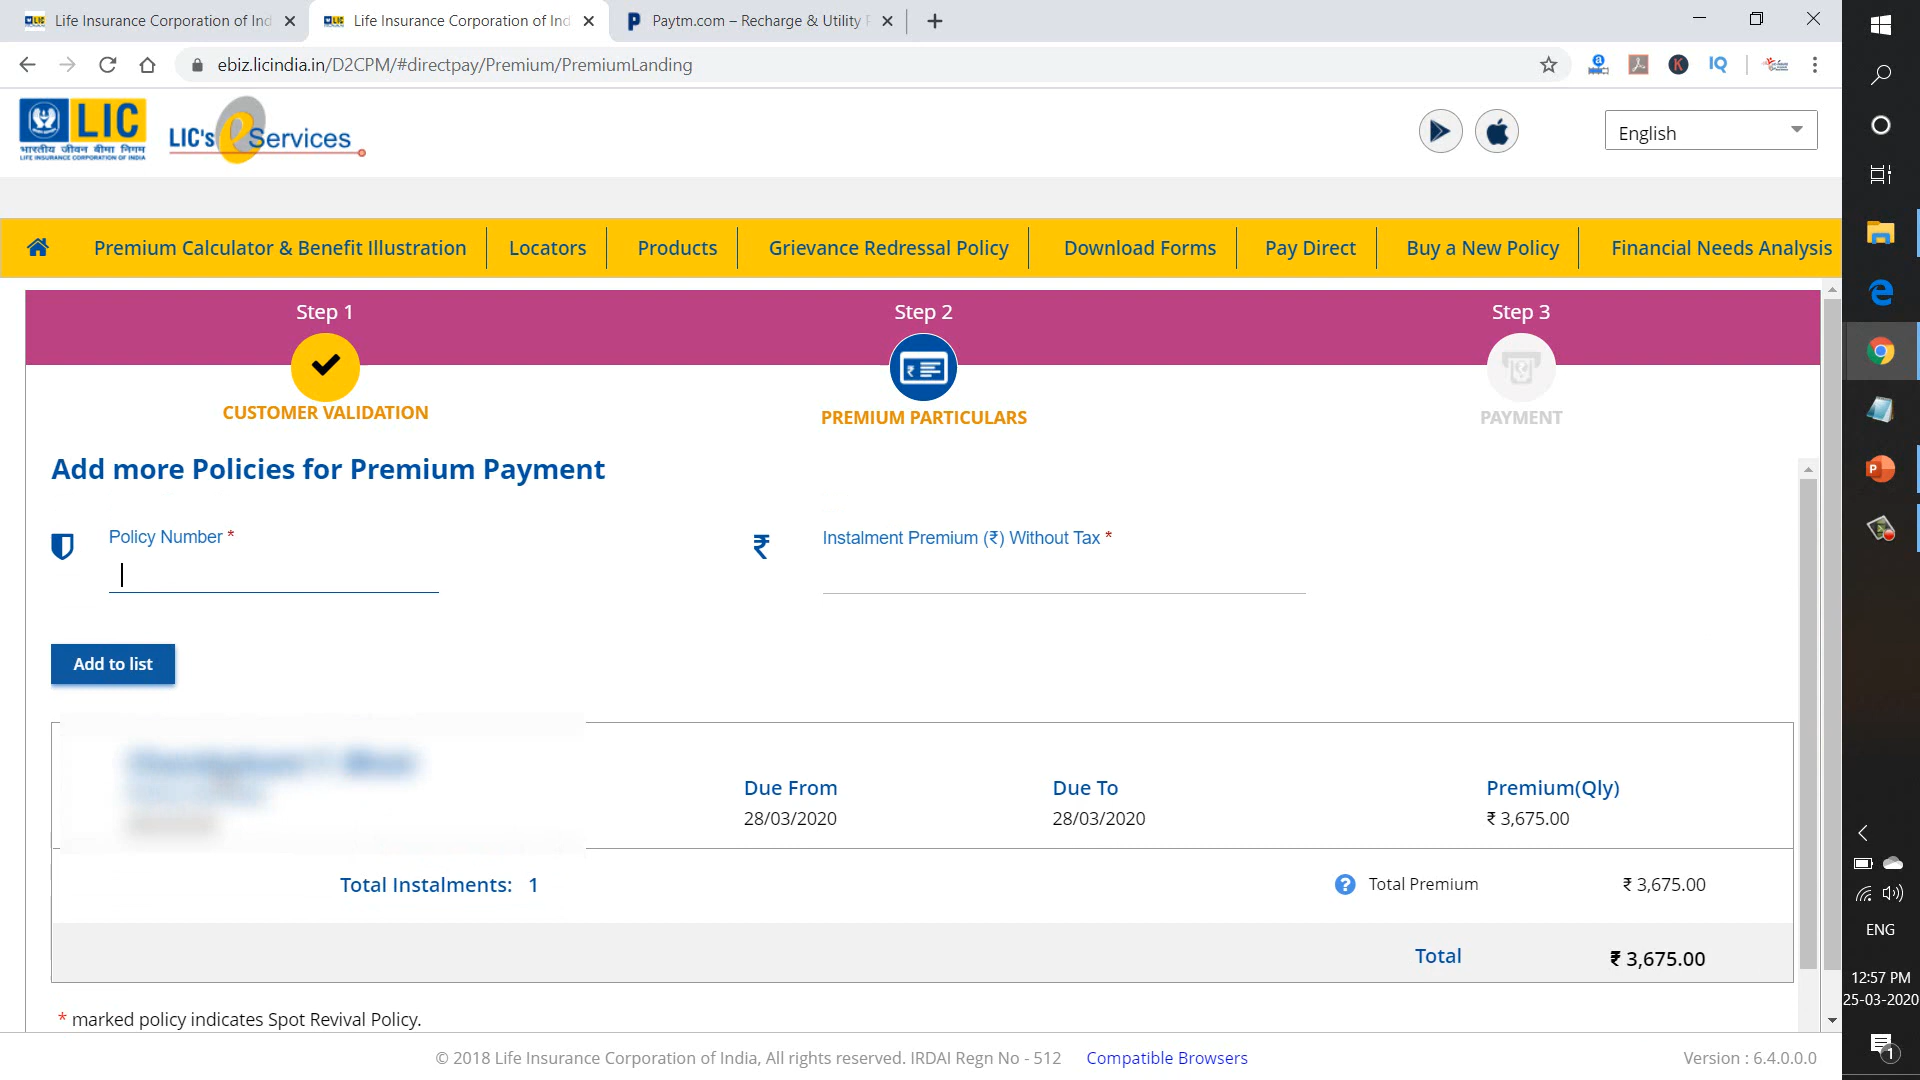 Life Insurance Corporation of Ind
Life Insurance Corporation of Ind
Paytm.com – Recharge & Utility P
ebiz.licindia.in/D2CPM/#directpay/Premium/PremiumLanding
IQ
LIC
भारतीय जीवन बीमा निगम
LIFE INSURANCE CORPORATION OF INDIA
LIC's eServices
English
Premium Calculator & Benefit Illustration
Locators
Products
Grievance Redressal Policy
Download Forms
Pay Direct
Buy a New Policy
Financial Needs Analysis
Step 1
Step 2
Step 3
CUSTOMER VALIDATION
PREMIUM PARTICULARS
PAYMENT
Add more Policies for Premium Payment
Policy Number *
Instalment Premium (₹) Without Tax *
Add to list
Due From
Due To
Premium(Qly)
28/03/2020
28/03/2020
₹ 3,675.00
Total Instalments: 1
Total Premium
₹ 3,675.00
Total
₹ 3,675.00
* marked policy indicates Spot Revival Policy.
© 2018 Life Insurance Corporation of India, All rights reserved. IRDAI Regn No - 512
Compatible Browsers
Version : 6.4.0.0.0
ENG
12:57 PM
25-03-2020
1